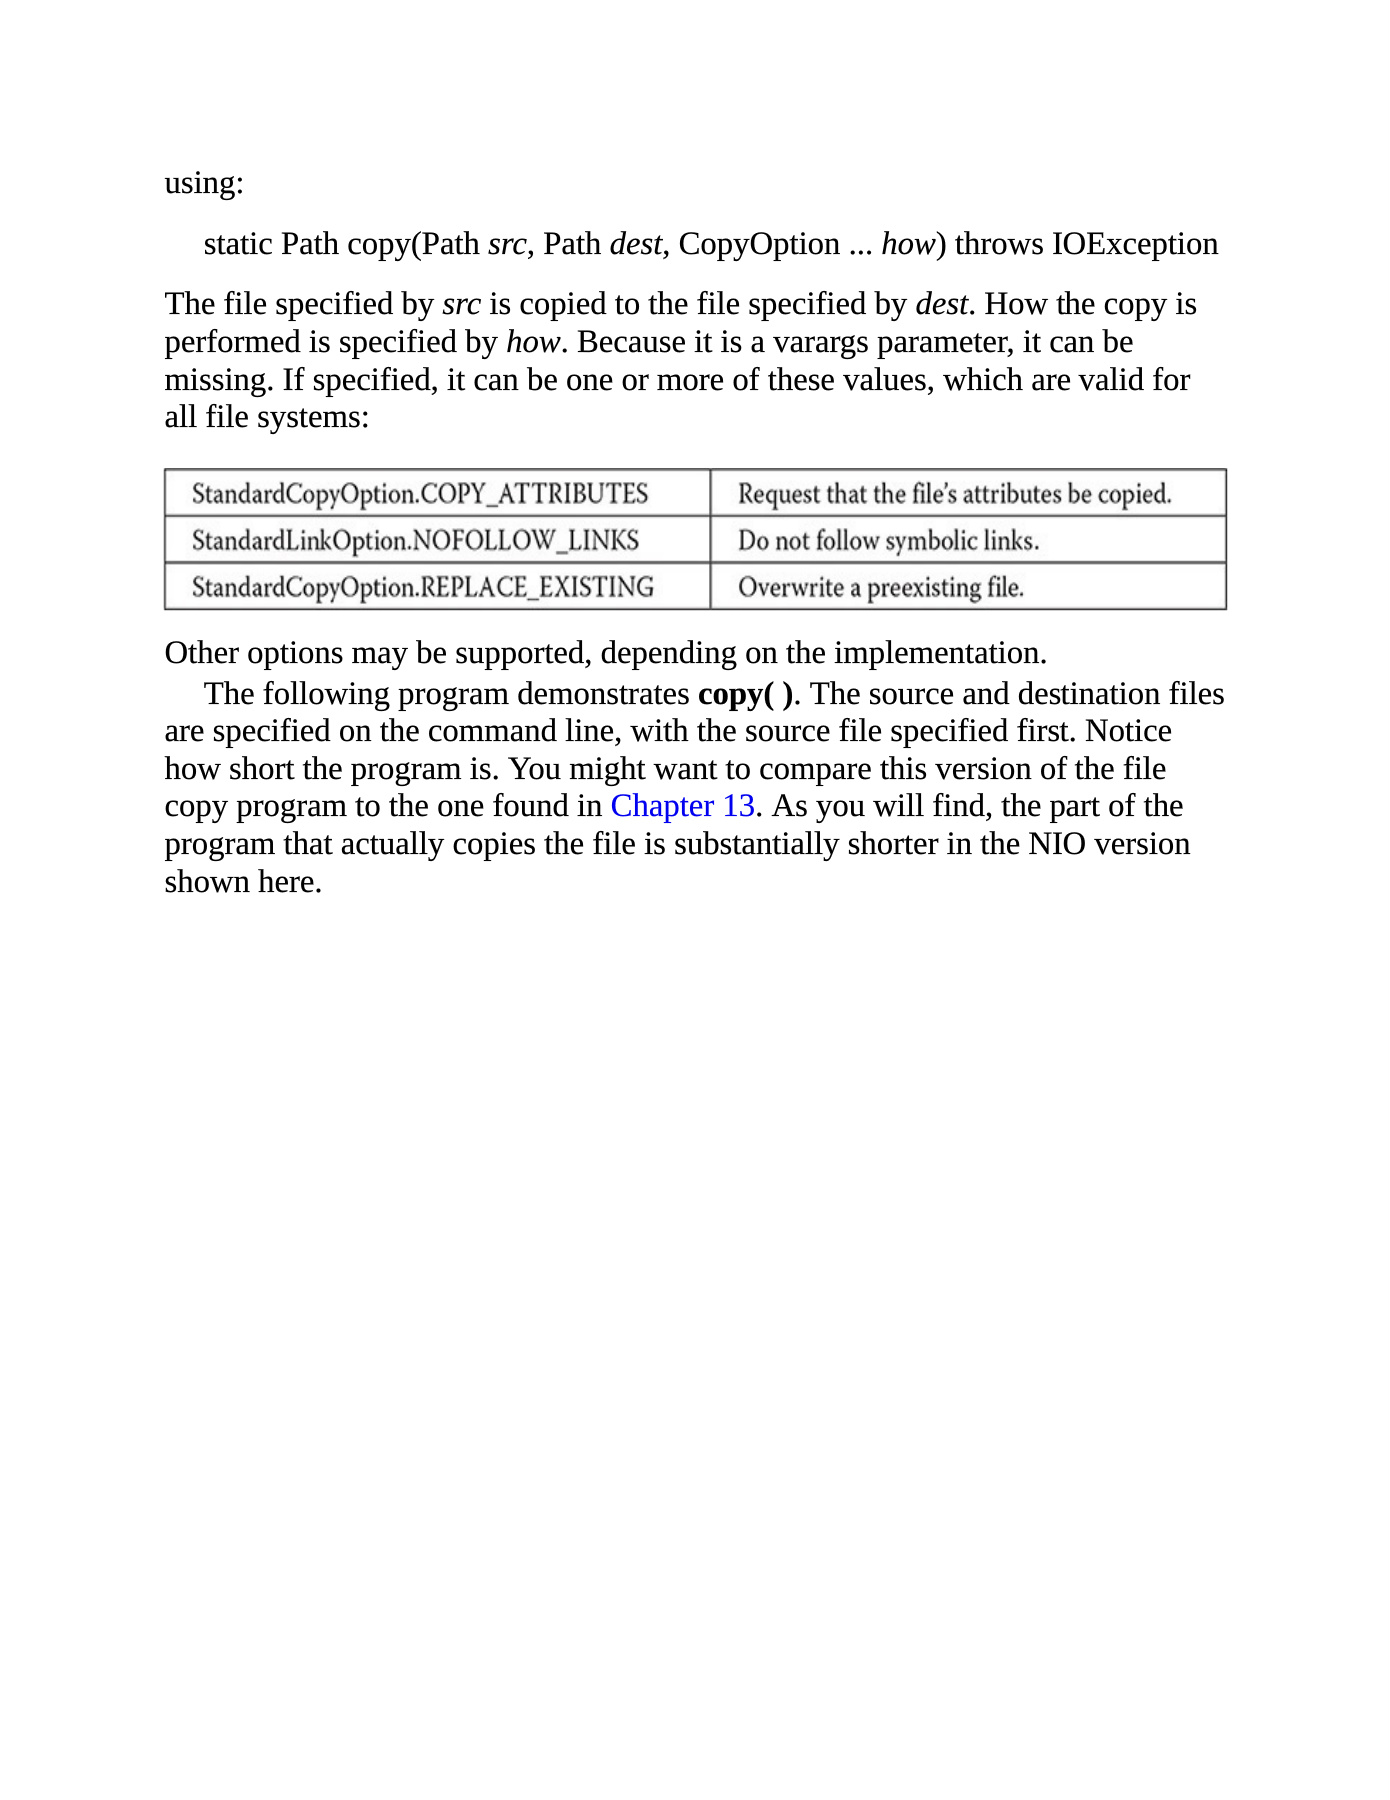 using:
static Path copy(Path src, Path dest, CopyOption ... how) throws IOException
The file specified by src is copied to the file specified by dest. How the copy is
performed is specified by how. Because it is a varargs parameter, it can be
missing. If specified, it can be one or more of these values, which are valid for
all file systems:
StandardCopyOption.COPY_ATTRIBUTES Request that the file’s attributes be copied.
StandardLinkOption.NOFOLLOW_LINKS Do not follow symbolic links.
StandardCopyOption.REPLACE_EXISTING Overwrite a preexisting file.
Other options may be supported, depending on the implementation.
The following program demonstrates copy( ). The source and destination files
are specified on the command line, with the source file specified first. Notice
how short the program is. You might want to compare this version of the file
copy program to the one found in Chapter 13. As you will find, the part of the
program that actually copies the file is substantially shorter in the NIO version
shown here.